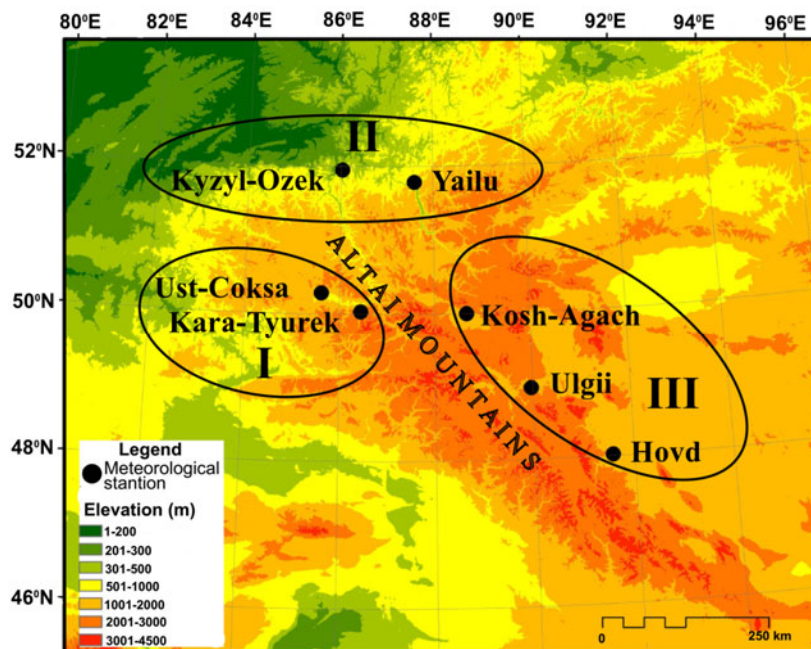 80°E 82°E 84°E 86°E 88°E 90°E 92°E 94°E 96°E
52°N
50°N
48°N
46°N
II
Kyzyl-Ozek
Yailu
ALTAI MOUNTAINS
Ust-Coksa
Kara-Tyurek
I
Kosh-Agach
Ulgii
III
Hovd
Legend
Meteorological
stantion
Elevation (m)
1-200
201-300
301-500
501-1000
1001-2000
2001-3000
3001-4500
0 250 km